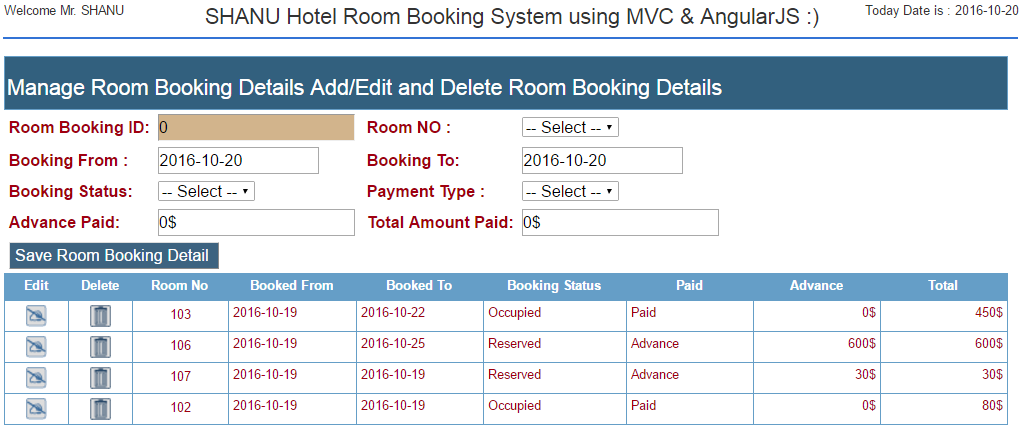 Welcome Mr. SHANU SHANU Hotel Room Booking System using MVC & AngularJS :) Today Date is : 2016-10-20
Manage Room Booking Details Add/Edit and Delete Room Booking Details
Room Booking ID: 0 Room NO : -- Select --
Booking From : 2016-10-20 Booking To: 2016-10-20
Booking Status: -- Select -- Payment Type : -- Select --
Advance Paid: 0$ Total Amount Paid: 0$
Save Room Booking Detail
Edit Delete Room No Booked From Booked To Booking Status Paid Advance Total
103 2016-10-19 2016-10-22 Occupied Paid 0$ 450$
106 2016-10-19 2016-10-25 Reserved Advance 600$ 600$
107 2016-10-19 2016-10-19 Reserved Advance 30$ 30$
102 2016-10-19 2016-10-19 Occupied Paid 0$ 80$